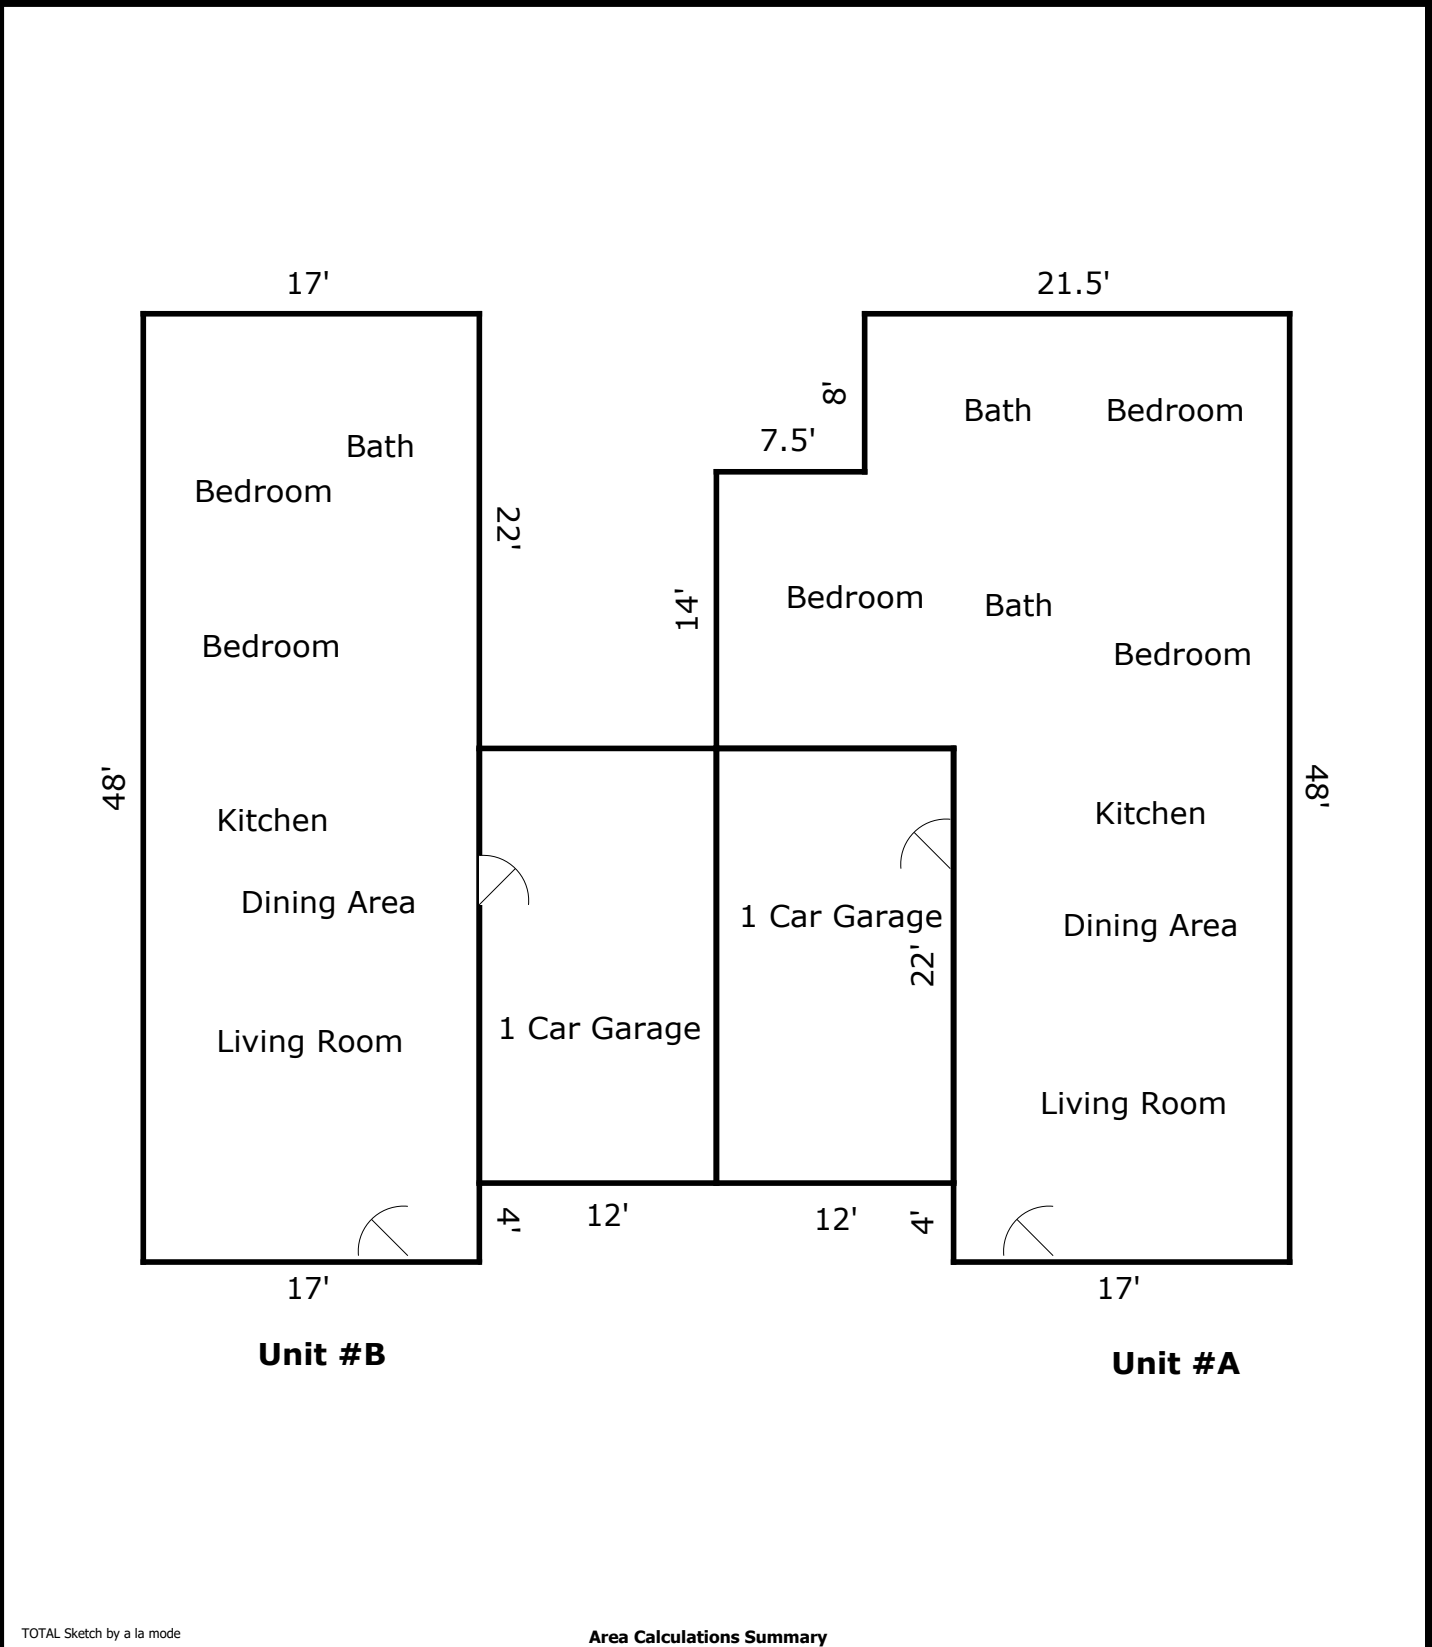 17'
21.5'
8'
7.5'
Bath
Bedroom
Bath
Bedroom
22'
14'
Bedroom
Bath
Bedroom
Bedroom
48'
48'
Kitchen
Kitchen
Dining Area
1 Car Garage
Dining Area
22'
1 Car Garage
Living Room
Living Room
4'
12'
12'
4'
17'
17'
Unit #B
Unit #A
TOTAL Sketch by a la mode
Area Calculations Summary